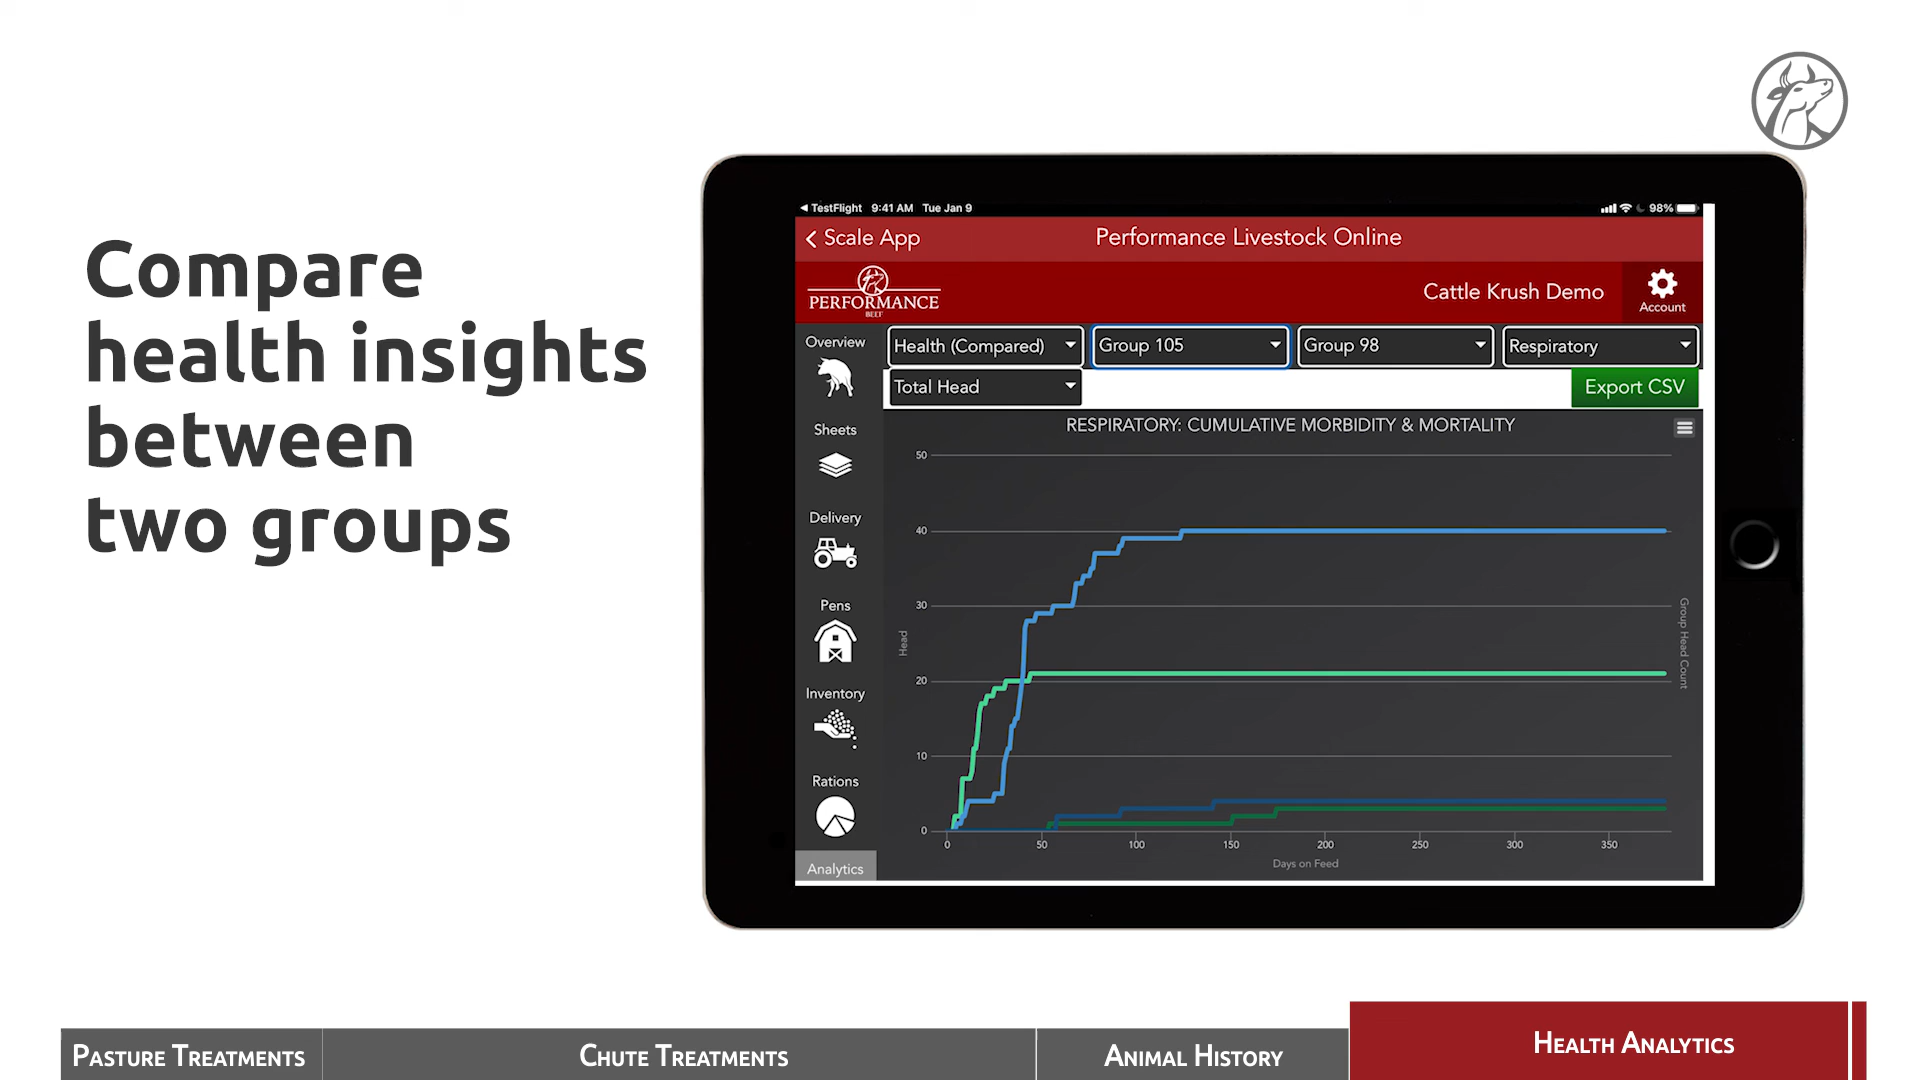 Compare
health insights
between
two groups
TestFlight 9:41 AM Tue Jan 9
98%
Scale App
Performance Livestock Online
PERFORMANCE
BEEF
Cattle Krush Demo
Account
Overview
Sheets
Delivery
Pens
Inventory
Rations
Analytics
Health (Compared)
Group 105
Group 98
Respiratory
Total Head
Export CSV
RESPIRATORY: CUMULATIVE MORBIDITY & MORTALITY
50
40
30
20
10
0
Head
Group Head Count
0 50 100 150 200 250 300 350
Days on Feed
PASTURE TREATMENTS
CHUTE TREATMENTS
ANIMAL HISTORY
HEALTH ANALYTICS